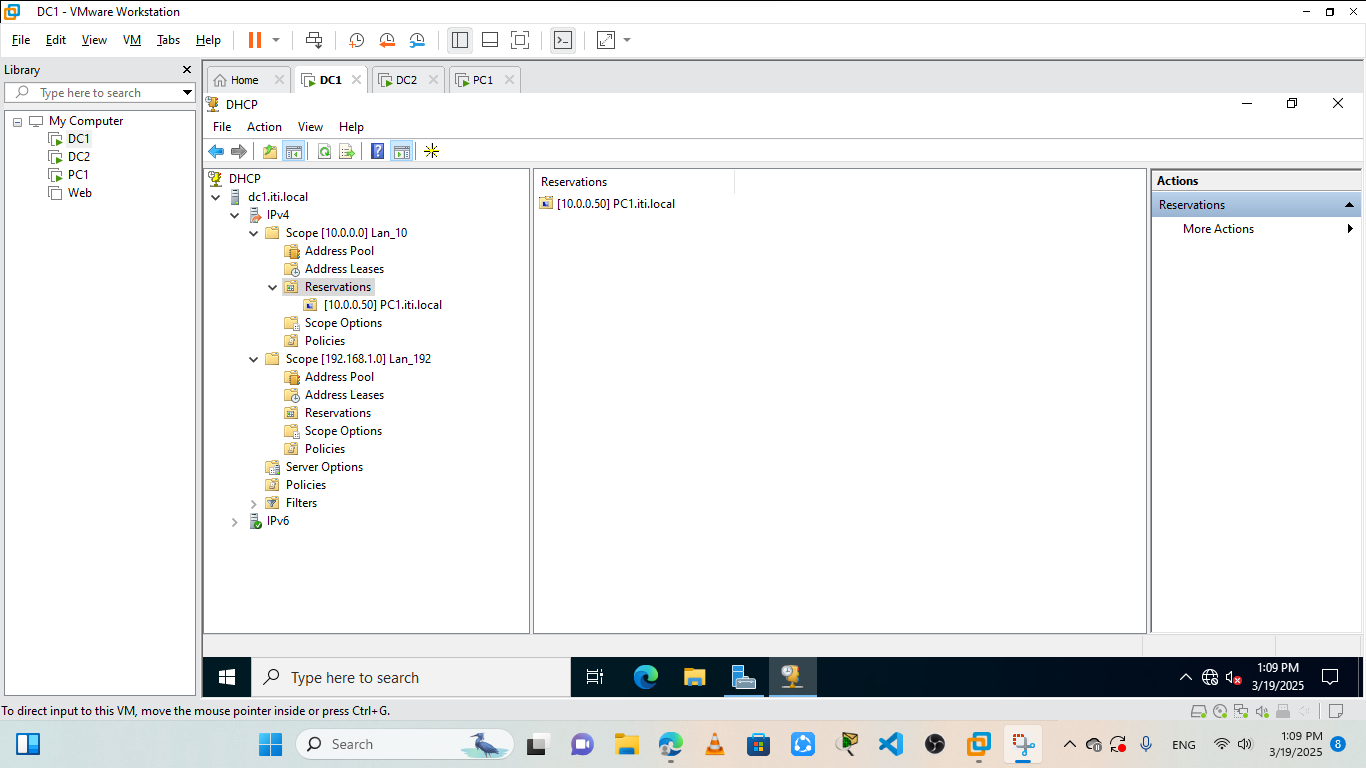 DC1 - VMware Workstation
File Edit View VM Tabs Help
Library
Type here to search
My Computer
DC1
DC2
PC1
Web
Home
DC1
DC2
PC1
DHCP
File Action View Help
DHCP
dc1.iti.local
IPv4
Scope [10.0.0.0] Lan_10
Address Pool
Address Leases
Reservations
[10.0.0.50] PC1.iti.local
Scope Options
Policies
Scope [192.168.1.0] Lan_192
Address Pool
Address Leases
Reservations
Scope Options
Policies
Server Options
Policies
Filters
IPv6
Reservations
[10.0.0.50] PC1.iti.local
Actions
Reservations
More Actions
Type here to search
1:09 PM
3/19/2025
To direct input to this VM, move the mouse pointer inside or press Ctrl+G.
Search
ENG
1:09 PM
3/19/2025
8